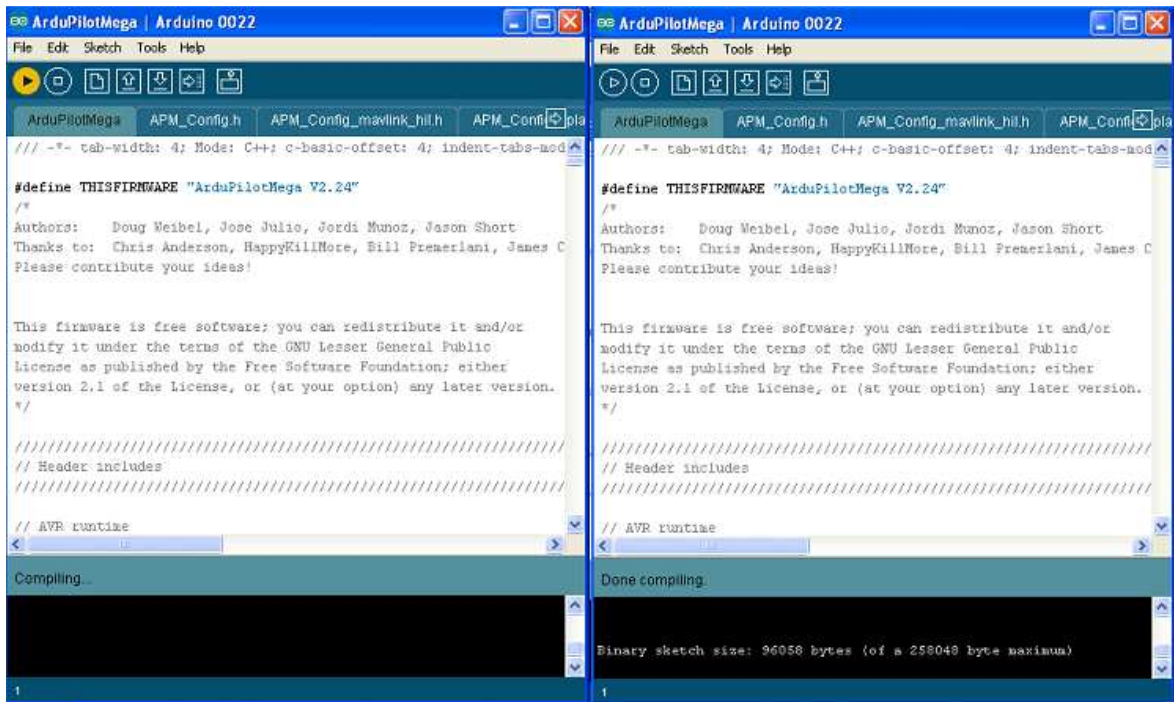 ArduPilotMega | Arduino 0022
File Edit Sketch Tools Help
ArduPilotMega APM_Config.h APM_Config_mavlink_hil.h APM_Confi pla
/// -*- tab-width: 4; Mode: C++; c-basic-offset: 4; indent-tabs-mod
#define THISFIRMWARE "ArduPilotMega V2.24"
/*
Authors: Doug Weibel, Jose Julio, Jordi Munoz, Jason Short
Thanks to: Chris Anderson, HappyKillMore, Bill Premerlani, James C
Please contribute your ideas!
This firmware is free software; you can redistribute it and/or
modify it under the terms of the GNU Lesser General Public
License as published by the Free Software Foundation; either
version 2.1 of the License, or (at your option) any later version.
*/
////////////////////////////////////////////////////////////////////
// Header includes
////////////////////////////////////////////////////////////////////
// AVR runtime
Compiling...
1
ArduPilotMega | Arduino 0022
File Edit Sketch Tools Help
ArduPilotMega APM_Config.h APM_Config_mavlink_hil.h APM_Confi pla
/// -*- tab-width: 4; Mode: C++; c-basic-offset: 4; indent-tabs-mod
#define THISFIRMWARE "ArduPilotMega V2.24"
/*
Authors: Doug Weibel, Jose Julio, Jordi Munoz, Jason Short
Thanks to: Chris Anderson, HappyKillMore, Bill Premerlani, James C
Please contribute your ideas!
This firmware is free software; you can redistribute it and/or
modify it under the terms of the GNU Lesser General Public
License as published by the Free Software Foundation; either
version 2.1 of the License, or (at your option) any later version.
*/
////////////////////////////////////////////////////////////////////
// Header includes
////////////////////////////////////////////////////////////////////
// AVR runtime
Done compiling.
Binary sketch size: 96058 bytes (of a 258048 byte maximum)
1